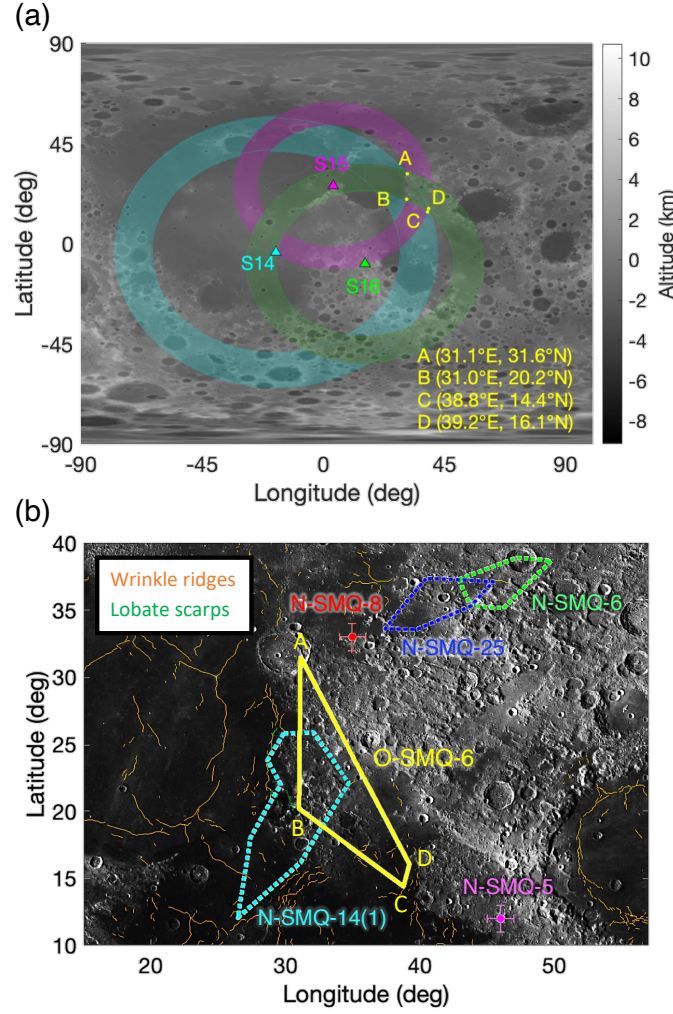 (a)
90
45
0
-45
-90
Latitude (deg)
-90
-45
0
45
90
Longitude (deg)
S15
S14
S16
A
B
C
D
A (31.1°E, 31.6°N)
B (31.0°E, 20.2°N)
C (38.8°E, 14.4°N)
D (39.2°E, 16.1°N)
10
8
6
4
2
0
-2
-4
-6
-8
Altitude (km)
(b)
40
35
30
25
20
15
10
Latitude (deg)
Wrinkle ridges
Lobate scarps
N-SMQ-8
N-SMQ-6
N-SMQ-25
A
O-SMQ-6
B
D
C
N-SMQ-5
N-SMQ-14(1)
20
30
40
50
Longitude (deg)